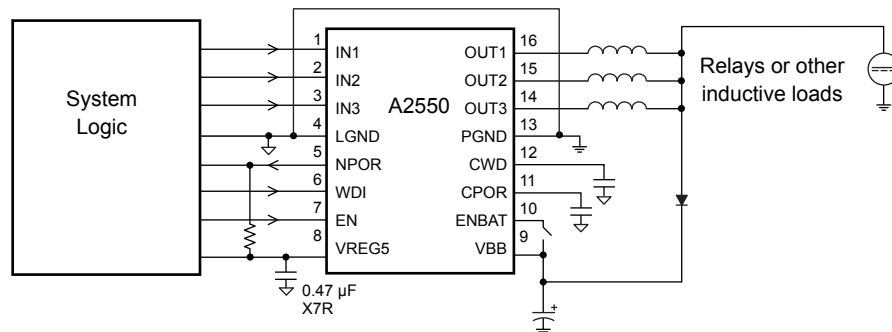 System
Logic
A2550
1
IN1
2
IN2
3
IN3
4
LGND
5
NPOR
6
WDI
7
EN
8
VREG5
16
OUT1
15
OUT2
14
OUT3
13
PGND
12
CWD
11
CPOR
10
ENBAT
9
VBB
Relays or other
inductive loads
0.47 µF
X7R
+